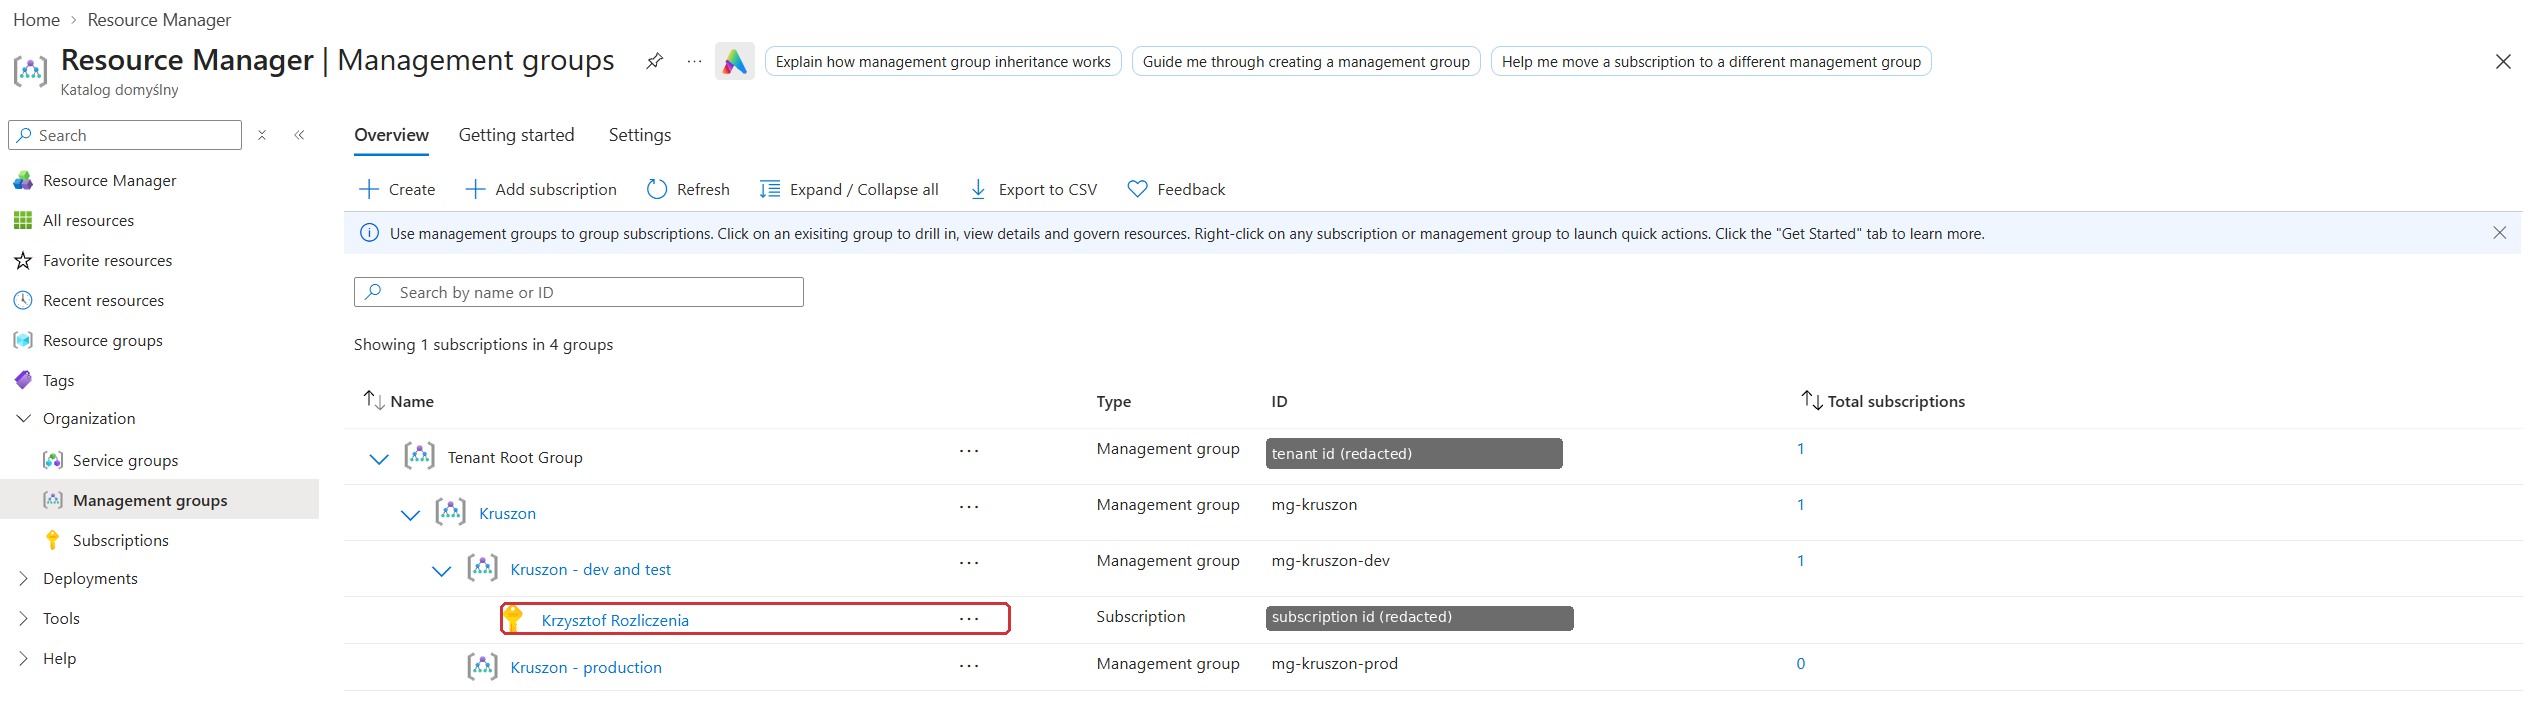 Home > Resource Manager
Resource Manager | Management groups
Explain how management group inheritance works
Guide me through creating a management group
Help me move a subscription to a different management group
Katalog domyślny
Search
Resource Manager
All resources
Favorite resources
Recent resources
Resource groups
Tags
Organization
Service groups
Management groups
Subscriptions
Deployments
Tools
Help
Overview Getting started Settings
Create Add subscription Refresh Expand / Collapse all Export to CSV Feedback
Use management groups to group subscriptions. Click on an exisiting group to drill in, view details and govern resources. Right-click on any subscription or management group to launch quick actions. Click the "Get Started" tab to learn more.
Search by name or ID
Showing 1 subscriptions in 4 groups
Name Type ID Total subscriptions
Tenant Root Group ... Management group tenant id (redacted) 1
Kruszon ... Management group mg-kruszon 1
Kruszon - dev and test ... Management group mg-kruszon-dev 1
Krzysztof Rozliczenia ... Subscription subscription id (redacted)
Kruszon - production ... Management group mg-kruszon-prod 0